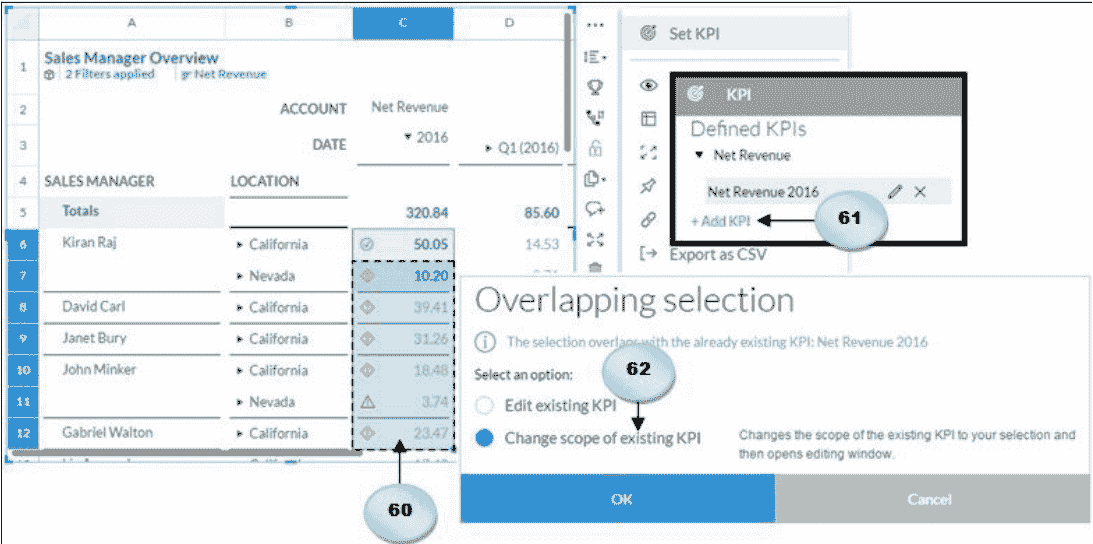 A B C D
1 Sales Manager Overview
2 Filters applied Net Revenue
2 ACCOUNT Net Revenue
3 DATE 2016 Q1 (2016)
4 SALES MANAGER LOCATION
5 Totals 320.84 85.60
6 Kiran Raj California 50.05 14.53
7 Nevada 10.20
8 David Carl California 39.41
9 Janet Bury California 31.26
10 John Minker California 18.48
11 Nevada 3.74
12 Gabriel Walton California 23.47
60
Set KPI
KPI
Defined KPIs
Net Revenue
Net Revenue 2016
+ Add KPI
61
Export as CSV
Overlapping selection
The selection overlaps with the already existing KPI: Net Revenue 2016
Select an option:
62
Edit existing KPI
Change scope of existing KPI
Changes the scope of the existing KPI to your selection and
then opens editing window.
OK Cancel